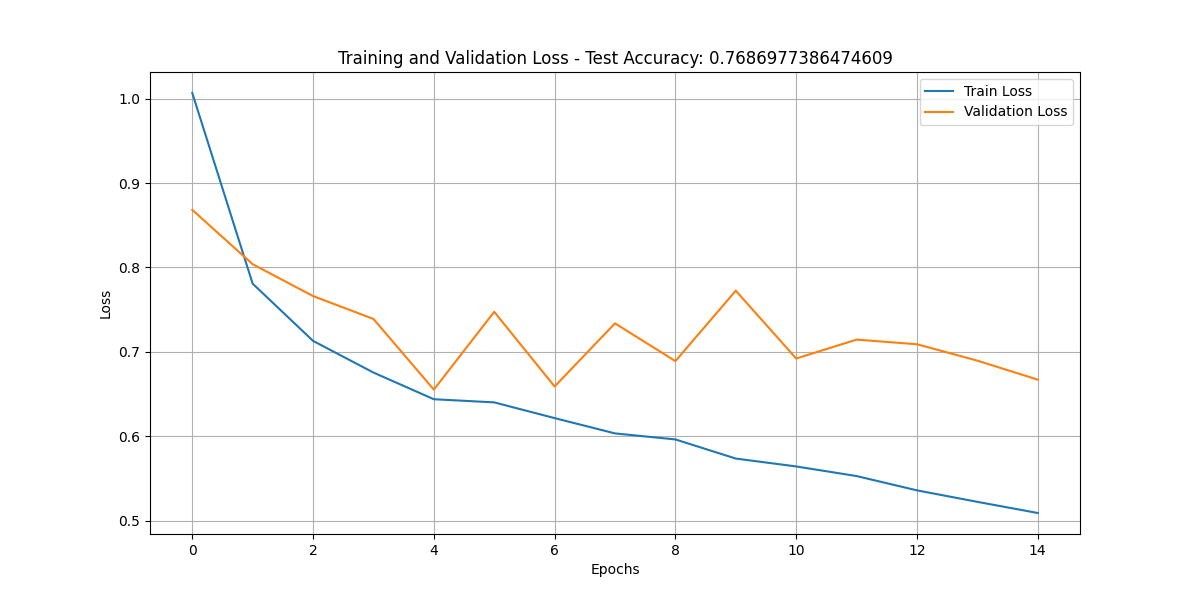 Training and Validation Loss - Test Accuracy: 0.7686977386474609
Train Loss
Validation Loss
1.0
0.9
0.8
0.7
0.6
0.5
Loss
0
2
4
6
8
10
12
14
Epochs